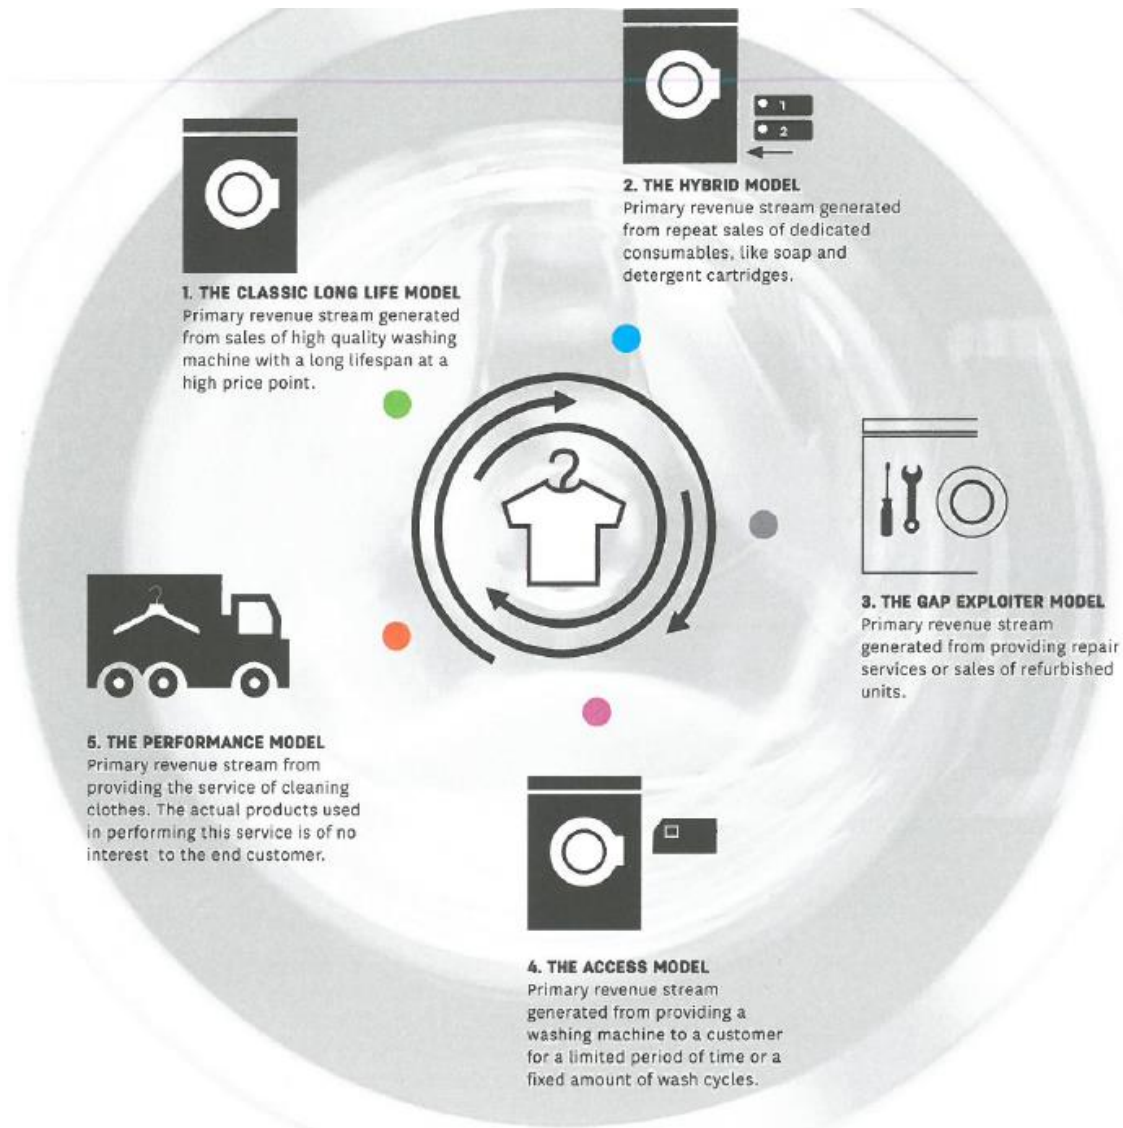 1. THE CLASSIC LONG LIFE MODEL
Primary revenue stream generated
from sales of high quality washing
machine with a long lifespan at a
high price point.
1
2
2. THE HYBRID MODEL
Primary revenue stream generated
from repeat sales of dedicated
consumables, like soap and
detergent cartridges.
3. THE GAP EXPLOITER MODEL
Primary revenue stream
generated from providing repair
services or sales of refurbished
units.
4. THE ACCESS MODEL
Primary revenue stream
generated from providing a
washing machine to a customer
for a limited period of time or a
fixed amount of wash cycles.
5. THE PERFORMANCE MODEL
Primary revenue stream from
providing the service of cleaning
clothes. The actual products used
in performing this service is of no
interest to the end customer.